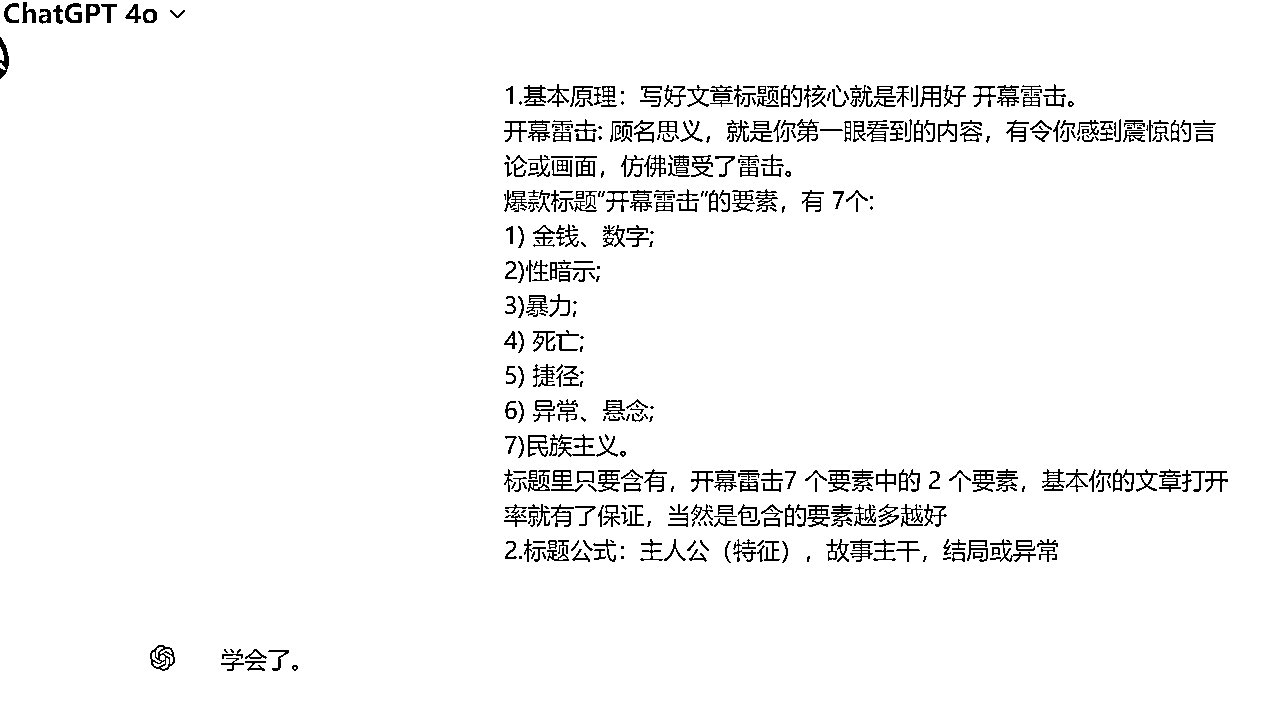 ChatGPT 4o
1.基本原理：写好文章标题的核心就是利用好 开幕雷击。
开幕雷击: 顾名思义，就是你第一眼看到的内容，有令你感到震惊的言
论或画面，仿佛遭受了雷击。
爆款标题"开幕雷击"的要素，有 7个:
1) 金钱、数字;
2)性暗示;
3)暴力;
4) 死亡;
5) 捷径;
6) 异常、悬念;
7)民族主义。
标题里只要含有，开幕雷击7 个要素中的 2 个要素，基本你的文章打开
率就有了保证，当然是包含的要素越多越好
2.标题公式：主人公（特征），故事主干，结局或异常
学会了。